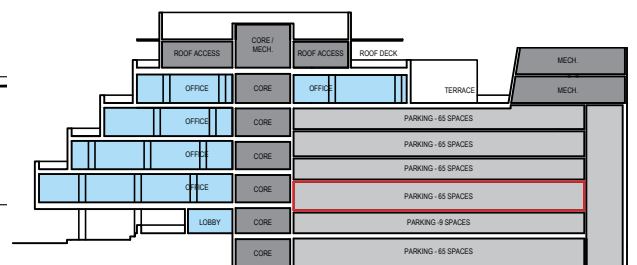 CORE /
MECH.
ROOF ACCESS
ROOF ACCESS
ROOF DECK
MECH.
OFFICE
CORE
OFFICE
TERRACE
MECH.
OFFICE
CORE
PARKING - 65 SPACES
OFFICE
CORE
PARKING - 65 SPACES
PARKING - 65 SPACES
OFFICE
CORE
PARKING - 65 SPACES
LOBBY
CORE
PARKING -9 SPACES
CORE
PARKING - 65 SPACES